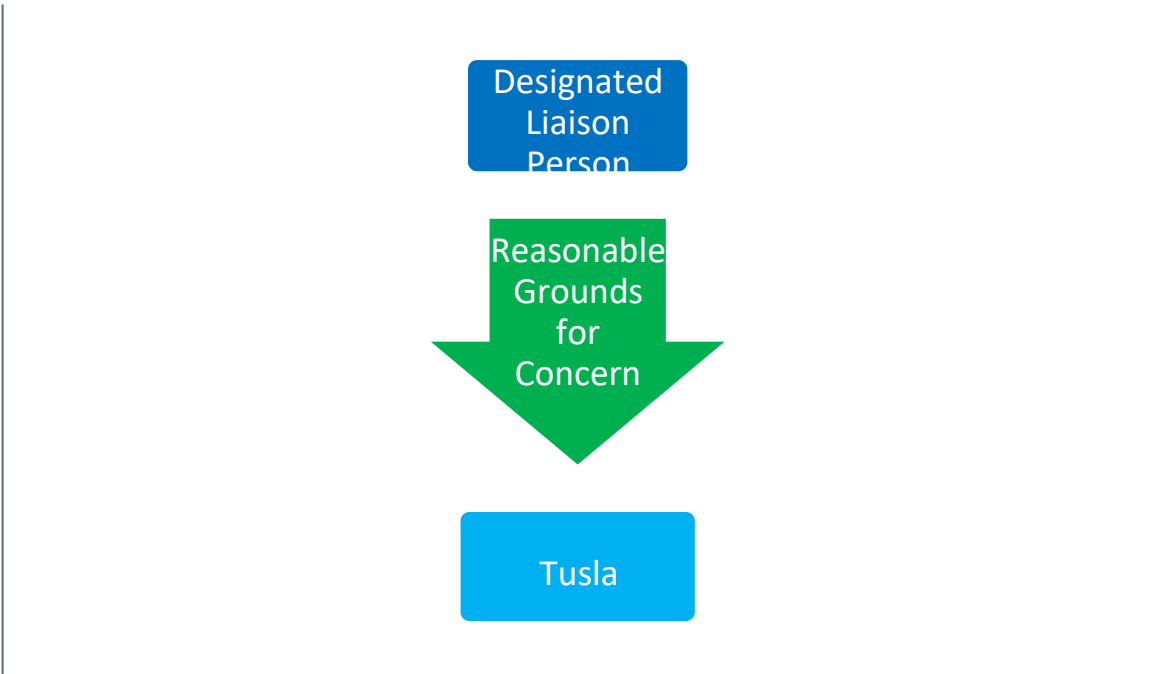 Designated
Liaison
Person
Reasonable
Grounds
for
Concern
Tusla